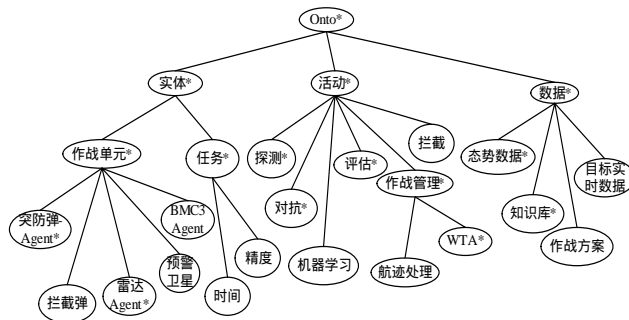 Onto*
实体*
活动*
数据*
作战单元*
任务*
探测*
评估*
拦截
态势数据*
目标实
时数据
作战管理*
突防弹-
Agent*
BMC3
Agent
对抗*
知识库*
WTA*
作战方案
拦截弹
雷达
Agent*
预警
卫星
时间
精度
机器学习
航迹处理